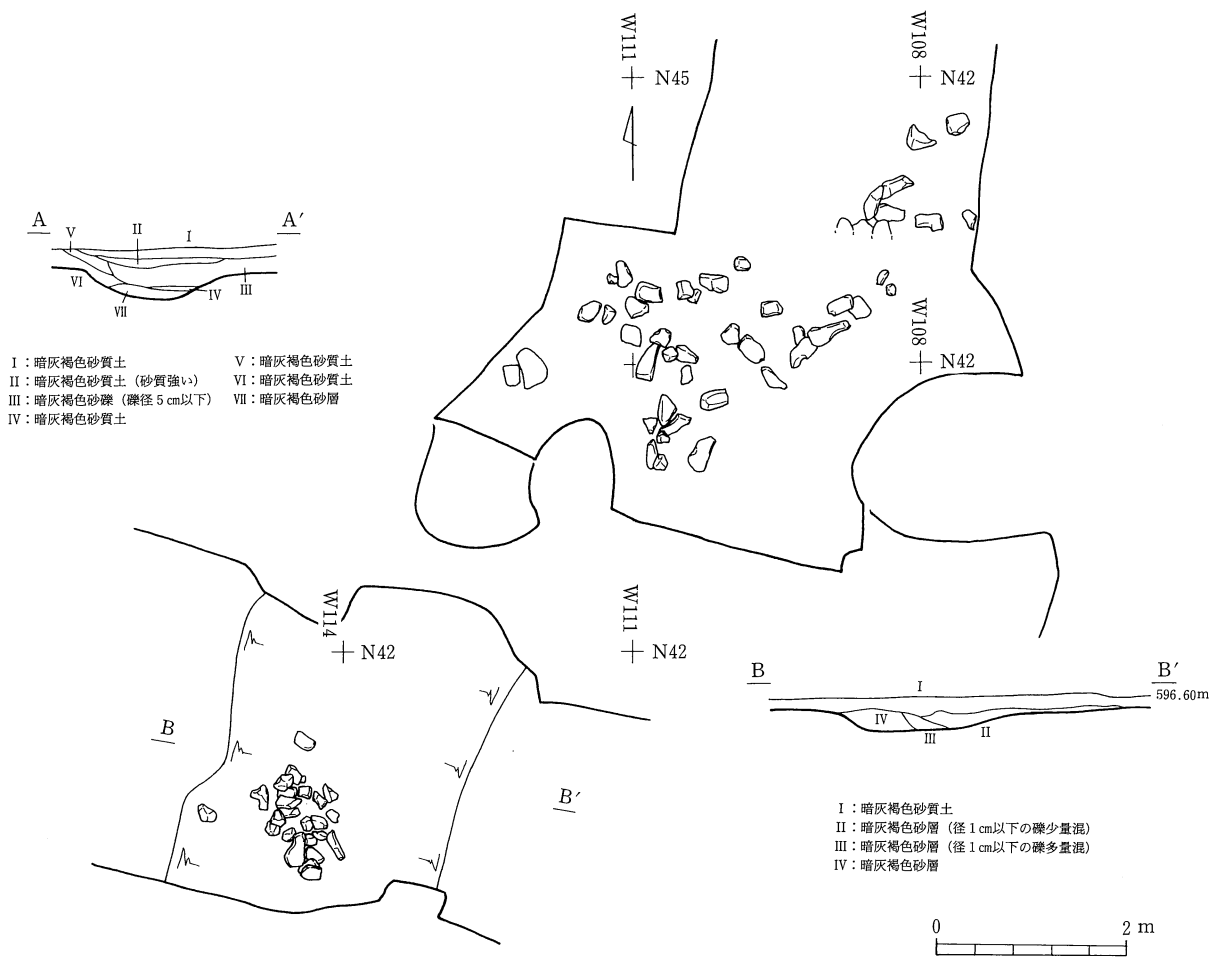 W111
N45
W108
N42
A
A′
V
II
I
VI
VII
IV
III
W108
N42
I：暗灰褐色砂質土
II：暗灰褐色砂質土（砂質強い）
III：暗灰褐色砂礫（礫径５cm以下）
IV：暗灰褐色砂質土
V：暗灰褐色砂質土
VI：暗灰褐色砂質土
VII：暗灰褐色砂層
W114
N42
W111
N42
B
B′
B
B′
596.60m
I
IV
III
II
I：暗灰褐色砂質土
II：暗灰褐色砂層（径１cm以下の礫少量混）
III：暗灰褐色砂層（径１cm以下の礫多量混）
IV：暗灰褐色砂層
0
2 m